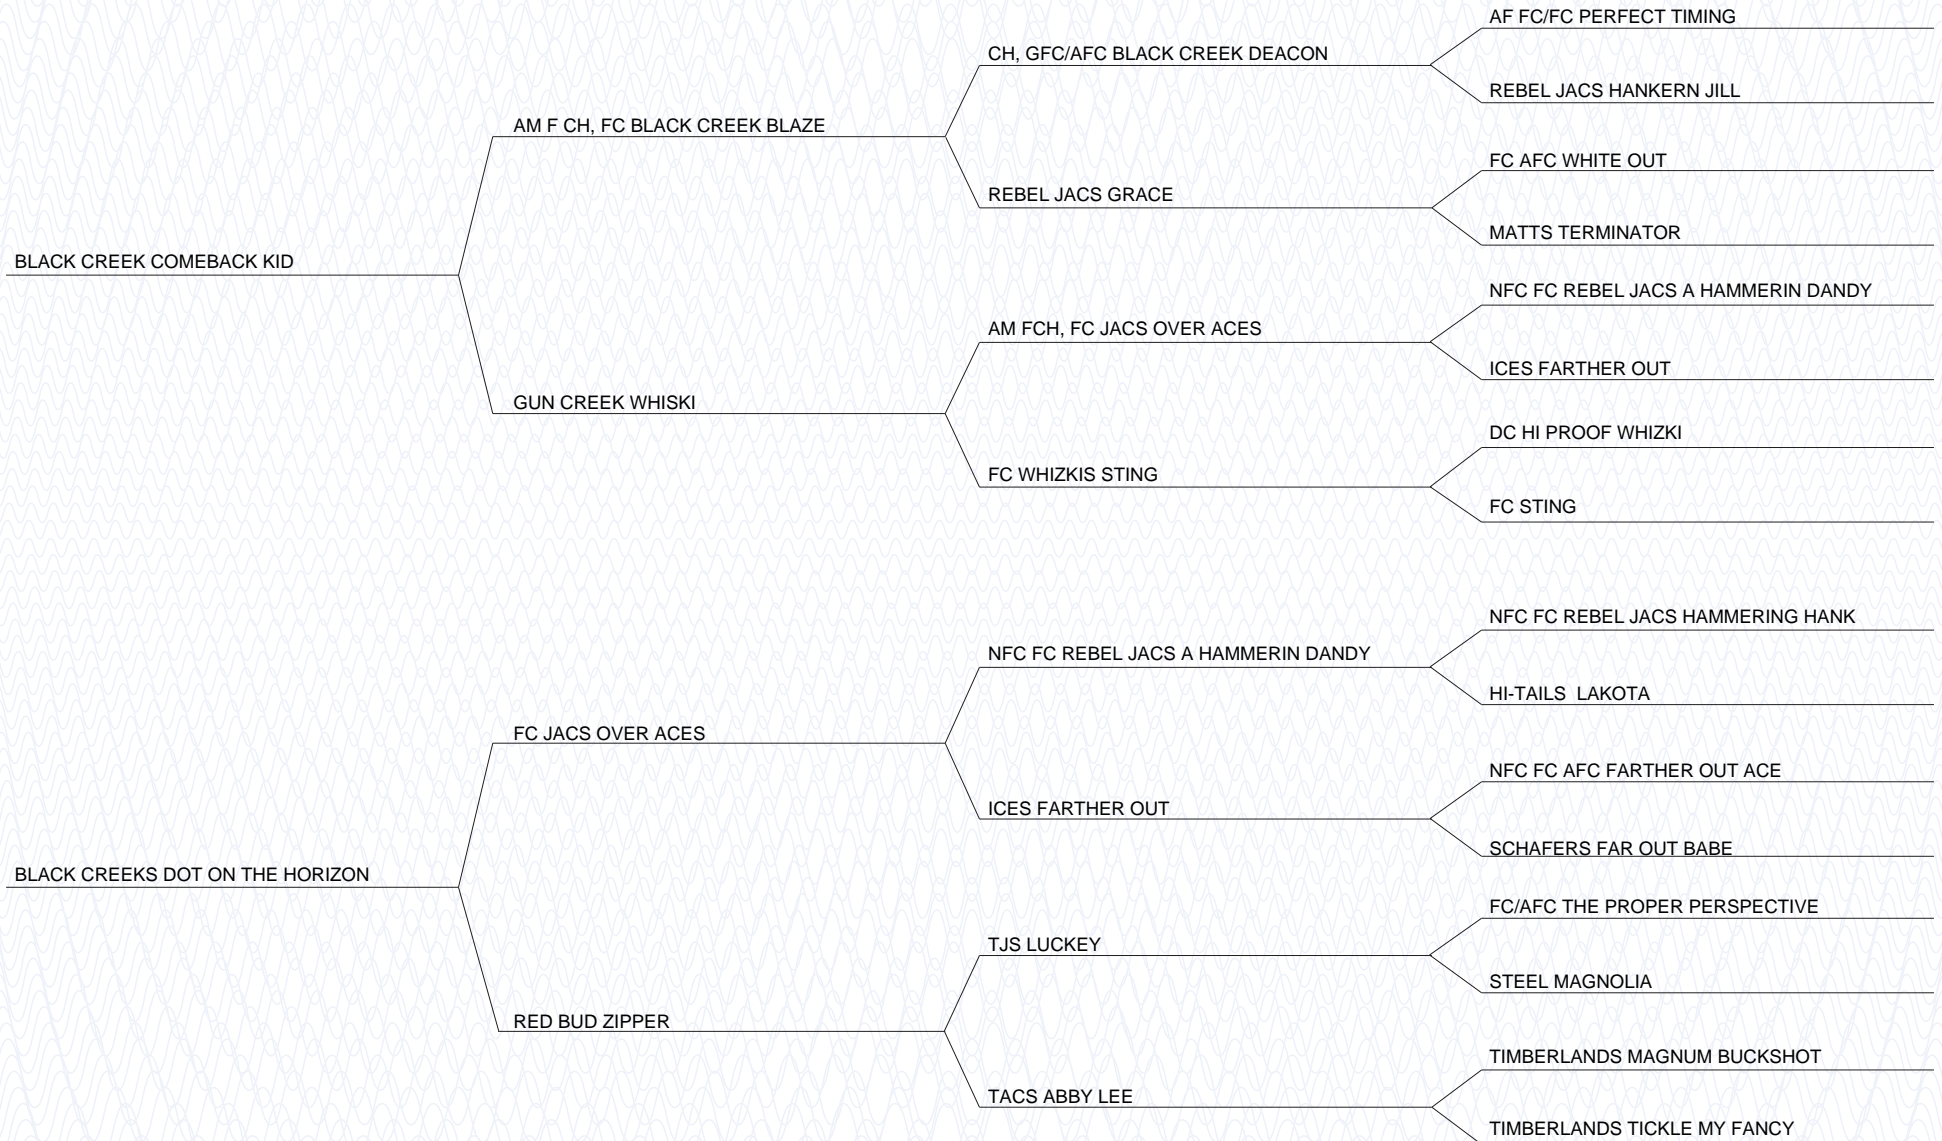 AF FC/FC PERFECT TIMING
CH, GFC/AFC BLACK CREEK DEACON
REBEL JACS HANKERN JILL
AM F CH, FC BLACK CREEK BLAZE
FC AFC WHITE OUT
REBEL JACS GRACE
MATTS TERMINATOR
BLACK CREEK COMEBACK KID
NFC FC REBEL JACS A HAMMERIN DANDY
AM FCH, FC JACS OVER ACES
ICES FARTHER OUT
GUN CREEK WHISKI
DC HI PROOF WHIZKI
FC WHIZKIS STING
FC STING
NFC FC REBEL JACS HAMMERING HANK
NFC FC REBEL JACS A HAMMERIN DANDY
HI-TAILS  LAKOTA
FC JACS OVER ACES
NFC FC AFC FARTHER OUT ACE
ICES FARTHER OUT
SCHAFERS FAR OUT BABE
BLACK CREEKS DOT ON THE HORIZON
FC/AFC THE PROPER PERSPECTIVE
TJS LUCKEY
STEEL MAGNOLIA
RED BUD ZIPPER
TIMBERLANDS MAGNUM BUCKSHOT
TACS ABBY LEE
TIMBERLANDS TICKLE MY FANCY